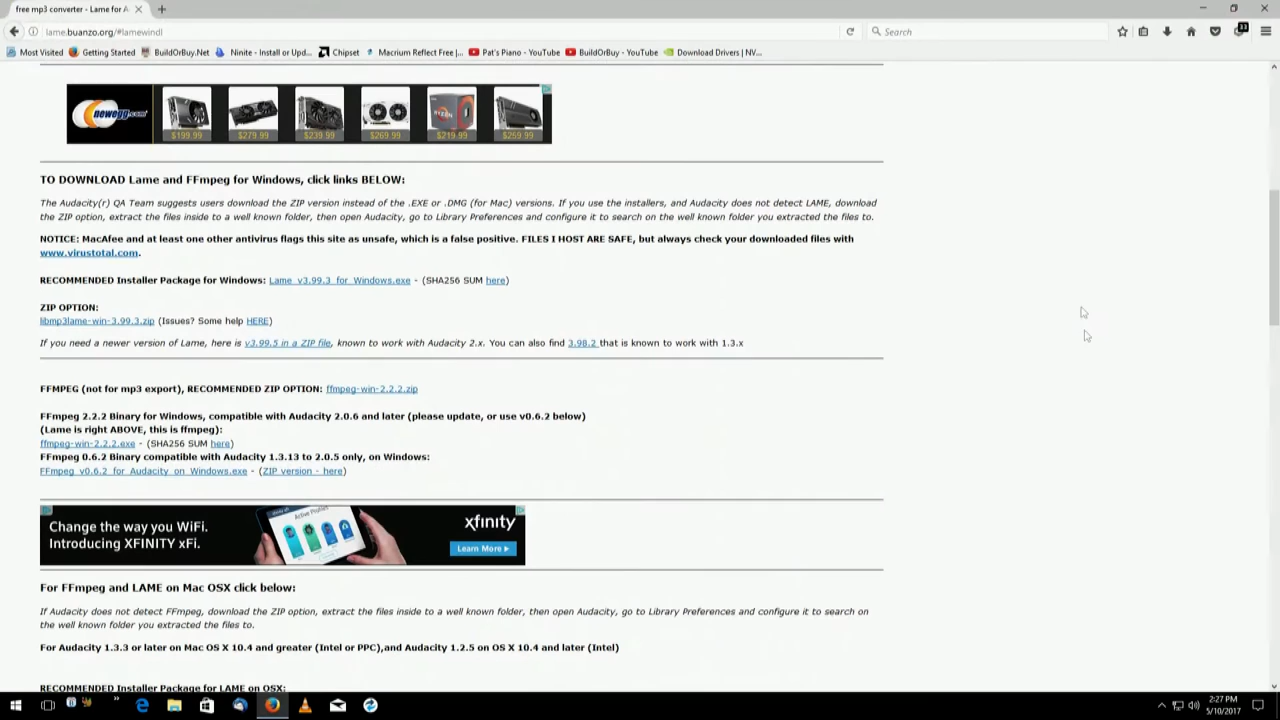 free mp3 converter - Lame for A
lame.buanzo.org/#lamewindl
Search
33
Most Visited
Getting Started
BuildOrBuy.Net
Ninite - Install or Upd...
Chipset
Macrium Reflect Free |...
Pat's Piano - YouTube
BuildOrBuy - YouTube
Download Drivers | NV...
newegg.com
$199.99
$279.99
$239.99
$269.99
RYZEN
$219.99
$259.99
TO DOWNLOAD Lame and FFmpeg for Windows, click links BELOW:
The Audacity(r) QA Team suggests users download the ZIP version instead of the .EXE or .DMG (for Mac) versions. If you use the installers, and Audacity does not detect LAME, download
the ZIP option, extract the files inside to a well known folder, then open Audacity, go to Library Preferences and configure it to search on the well known folder you extracted the files to.
NOTICE: MacAfee and at least one other antivirus flags this site as unsafe, which is a false positive. FILES I HOST ARE SAFE, but always check your downloaded files with
www.virustotal.com.
RECOMMENDED Installer Package for Windows: Lame_v3.99.3_for_Windows.exe - (SHA256 SUM here)
ZIP OPTION:
libmp3lame-win-3.99.3.zip (Issues? Some help HERE)
If you need a newer version of Lame, here is v3.99.5 in a ZIP file, known to work with Audacity 2.x. You can also find 3.98.2 that is known to work with 1.3.x
FFMPEG (not for mp3 export), RECOMMENDED ZIP OPTION: ffmpeg-win-2.2.2.zip
FFmpeg 2.2.2 Binary for Windows, compatible with Audacity 2.0.6 and later (please update, or use v0.6.2 below)
(Lame is right ABOVE, this is ffmpeg):
ffmpeg-win-2.2.2.exe - (SHA256 SUM here)
FFmpeg 0.6.2 Binary compatible with Audacity 1.3.13 to 2.0.5 only, on Windows:
FFmpeg_v0.6.2_for_Audacity_on_Windows.exe - (ZIP version - here)
Change the way you WiFi.
Introducing XFINITY xFi.
Active Profiles
xfinity
Learn More
For FFmpeg and LAME on Mac OSX click below:
If Audacity does not detect FFmpeg, download the ZIP option, extract the files inside to a well known folder, then open Audacity, go to Library Preferences and configure it to search on
the well known folder you extracted the files to.
For Audacity 1.3.3 or later on Mac OS X 10.4 and greater (Intel or PPC),and Audacity 1.2.5 on OS X 10.4 and later (Intel)
RECOMMENDED Installer Package for LAME on OSX:
2:27 PM
5/10/2017